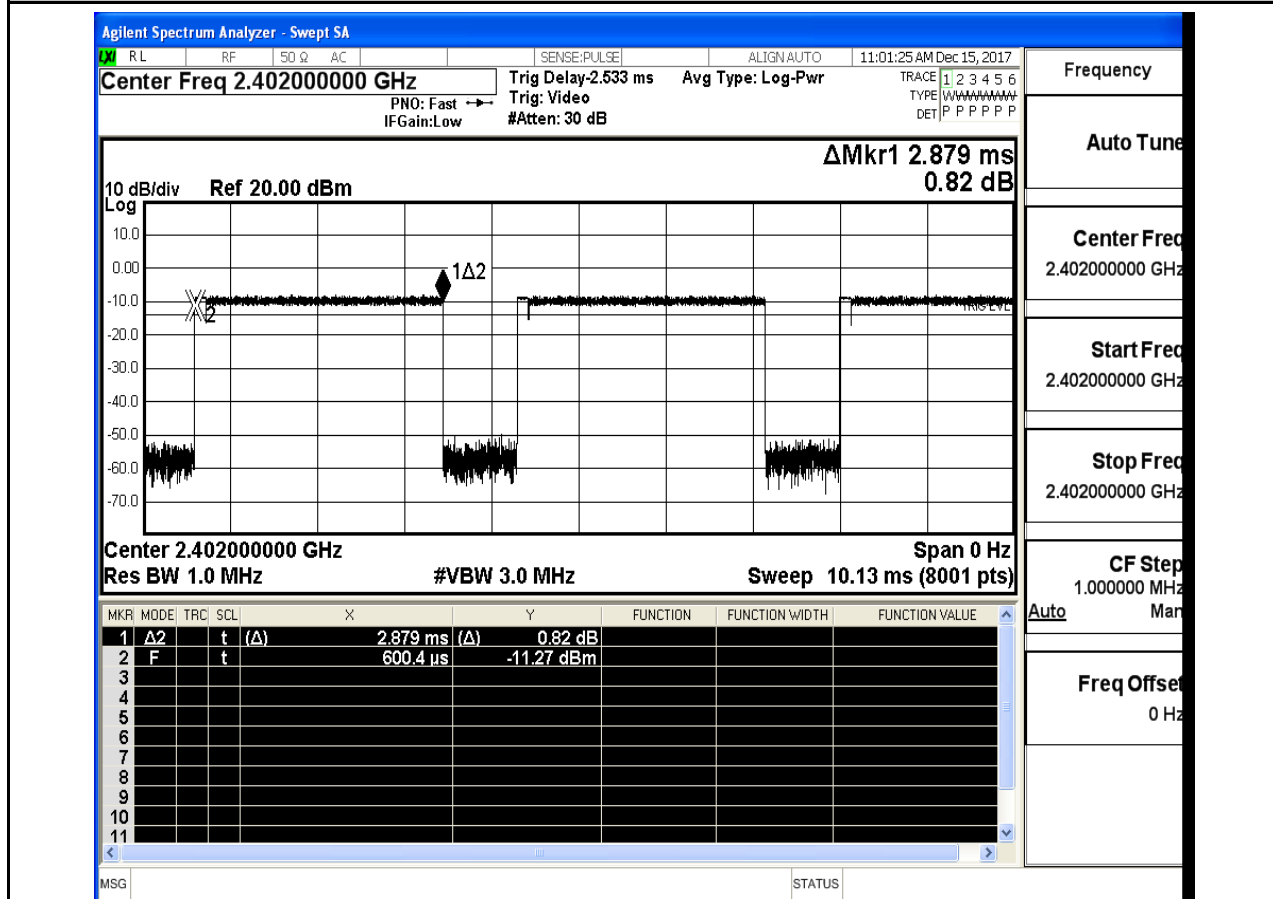 Agilent Spectrum Analyzer - Swept SA
LXI RL RF 50 Ω AC SENSE:PULSE ALIGN AUTO 11:01:25 AM Dec 15, 2017
Center Freq 2.402000000 GHz
PNO: Fast
IFGain:Low
Trig Delay-2.533 ms
Trig: Video
#Atten: 30 dB
Avg Type: Log-Pwr
TRACE 1 2 3 4 5 6
TYPE WWWWWW
DET P P P P P P
ΔMkr1 2.879 ms
0.82 dB
10 dB/div Ref 20.00 dBm
Log
10.0
0.00
-10.0
-20.0
-30.0
-40.0
-50.0
-60.0
-70.0
1Δ2
2
TRIG LVL
Center 2.402000000 GHz Span 0 Hz
Res BW 1.0 MHz #VBW 3.0 MHz Sweep 10.13 ms (8001 pts)
MKR MODE TRC SCL X Y FUNCTION FUNCTION WIDTH FUNCTION VALUE
1 Δ2 t (Δ) 2.879 ms (Δ) 0.82 dB
2 F t 600.4 µs -11.27 dBm
3
4
5
6
7
8
9
10
11
MSG STATUS
Frequency
Auto Tune
Center Freq
2.402000000 GHz
Start Freq
2.402000000 GHz
Stop Freq
2.402000000 GHz
CF Step
1.000000 MHz
Auto Man
Freq Offset
0 Hz